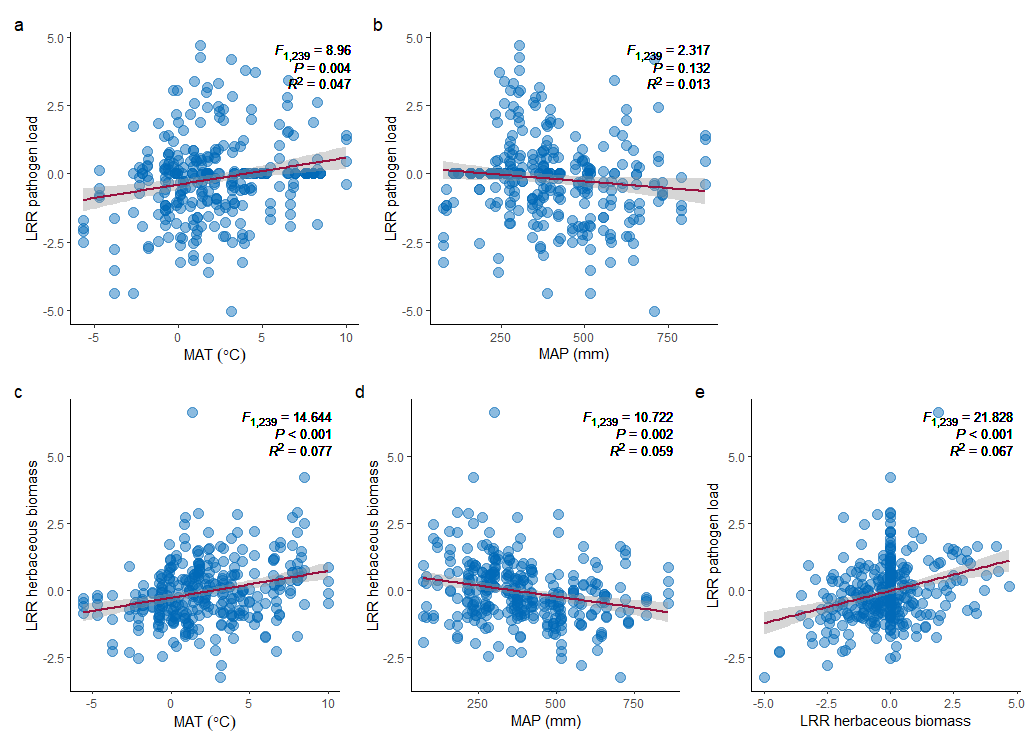 a
F1,239 = 8.96
P = 0.004
R2 = 0.047
5.0
2.5
0.0
-2.5
-5.0
LRR pathogen load
-5
0
5
10
MAT (°C)
b
F1,239 = 2.317
P = 0.132
R2 = 0.013
5.0
2.5
0.0
-2.5
-5.0
LRR pathogen load
250
500
750
MAP (mm)
c
F1,239 = 14.644
P < 0.001
R2 = 0.077
5.0
2.5
0.0
-2.5
LRR herbaceous biomass
-5
0
5
10
MAT (°C)
d
F1,239 = 10.722
P = 0.002
R2 = 0.059
5.0
2.5
0.0
-2.5
LRR herbaceous biomass
250
500
750
MAP (mm)
e
F1,239 = 21.828
P < 0.001
R2 = 0.067
5.0
2.5
0.0
-2.5
LRR pathogen load
-5.0
-2.5
0.0
2.5
5.0
LRR herbaceous biomass